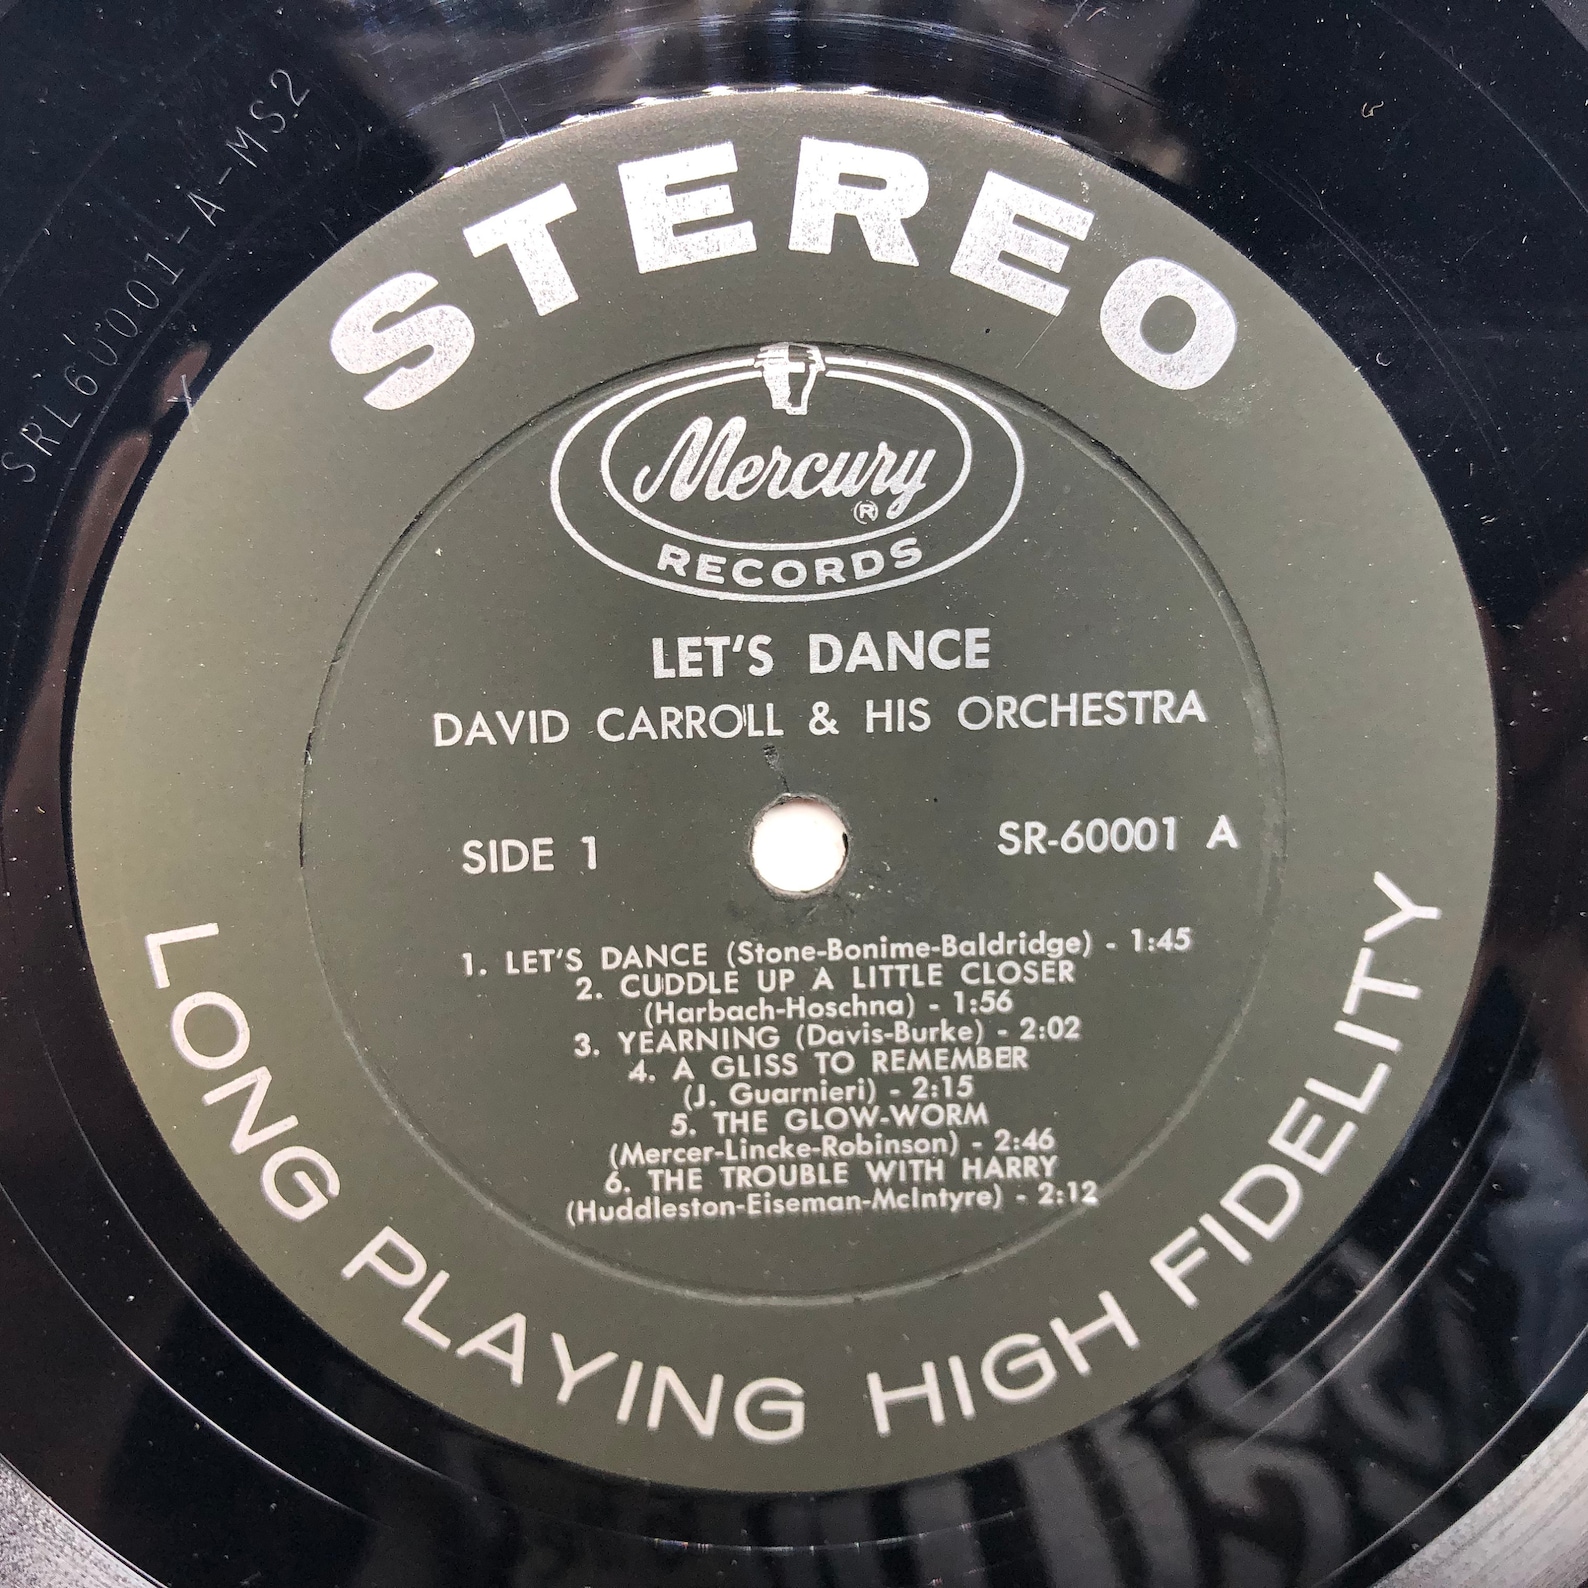 SRL60001-A-MS2
STEREO
Mercury
®
RECORDS
LET'S DANCE
DAVID CARROLL & HIS ORCHESTRA
SIDE 1
SR-60001 A
1. LET'S DANCE (Stone-Bonime-Baldridge) - 1:45
2. CUDDLE UP A LITTLE CLOSER
(Harbach-Hoschna) - 1:56
3. YEARNING (Davis-Burke) - 2:02
4. A GLISS TO REMEMBER
(J. Guarnieri) - 2:15
5. THE GLOW-WORM
(Mercer-Lincke-Robinson) - 2:46
6. THE TROUBLE WITH HARRY
(Huddleston-Eiseman-McIntyre) - 2:12
LONG PLAYING HIGH FIDELITY